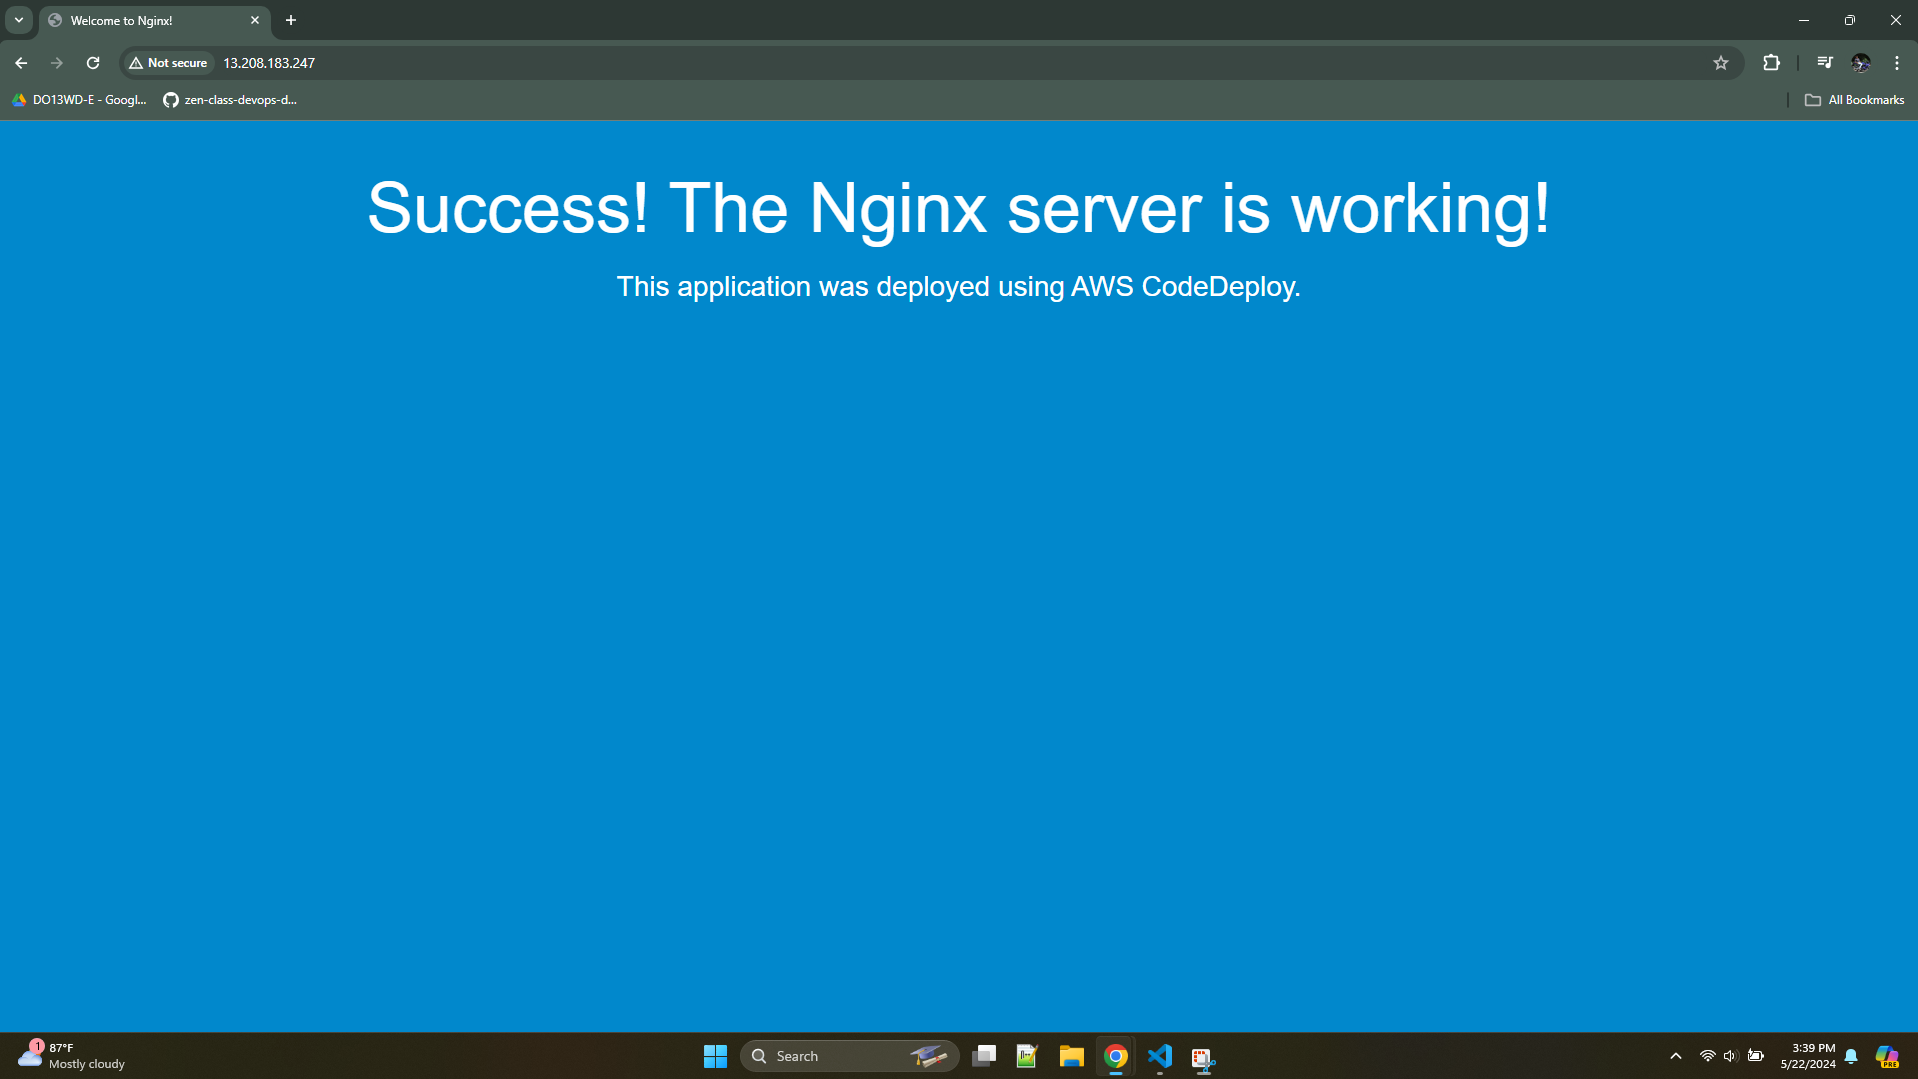 Welcome to Nginx!
Not secure
13.208.183.247
DO13WD-E - Googl...
zen-class-devops-d...
All Bookmarks
Success! The Nginx server is working!
This application was deployed using AWS CodeDeploy.
1
87°F
Mostly cloudy
Search
3:39 PM
5/22/2024
PRE